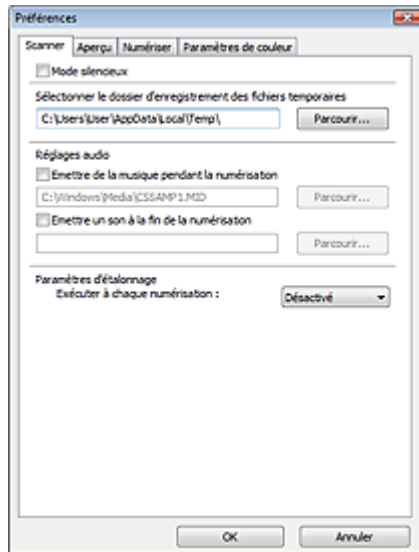 Préférences
Scanner Aperçu Numériser Paramètres de couleur
Mode silencieux
Sélectionner le dossier d'enregistrement des fichiers temporaires
C:\Users\User\AppData\Local\Temp\ Parcourir...
Réglages audio
Emettre de la musique pendant la numérisation
C:\Windows\Media\CSSAMP1.MID Parcourir...
Emettre un son à la fin de la numérisation
Parcourir...
Paramètres d'étalonnage
Exécuter à chaque numérisation : Désactivé
OK Annuler